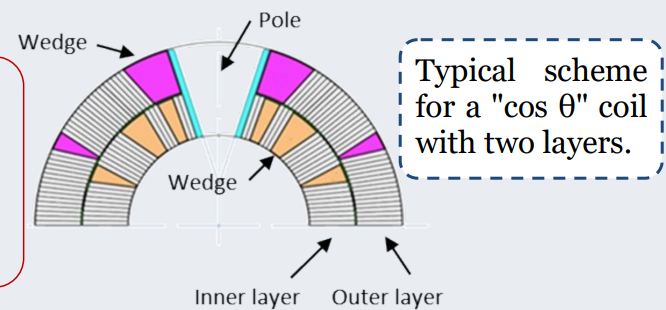 Pole
Wedge
Typical scheme
for a "cos θ" coil
with two layers.
Wedge
Inner layer
Outer layer